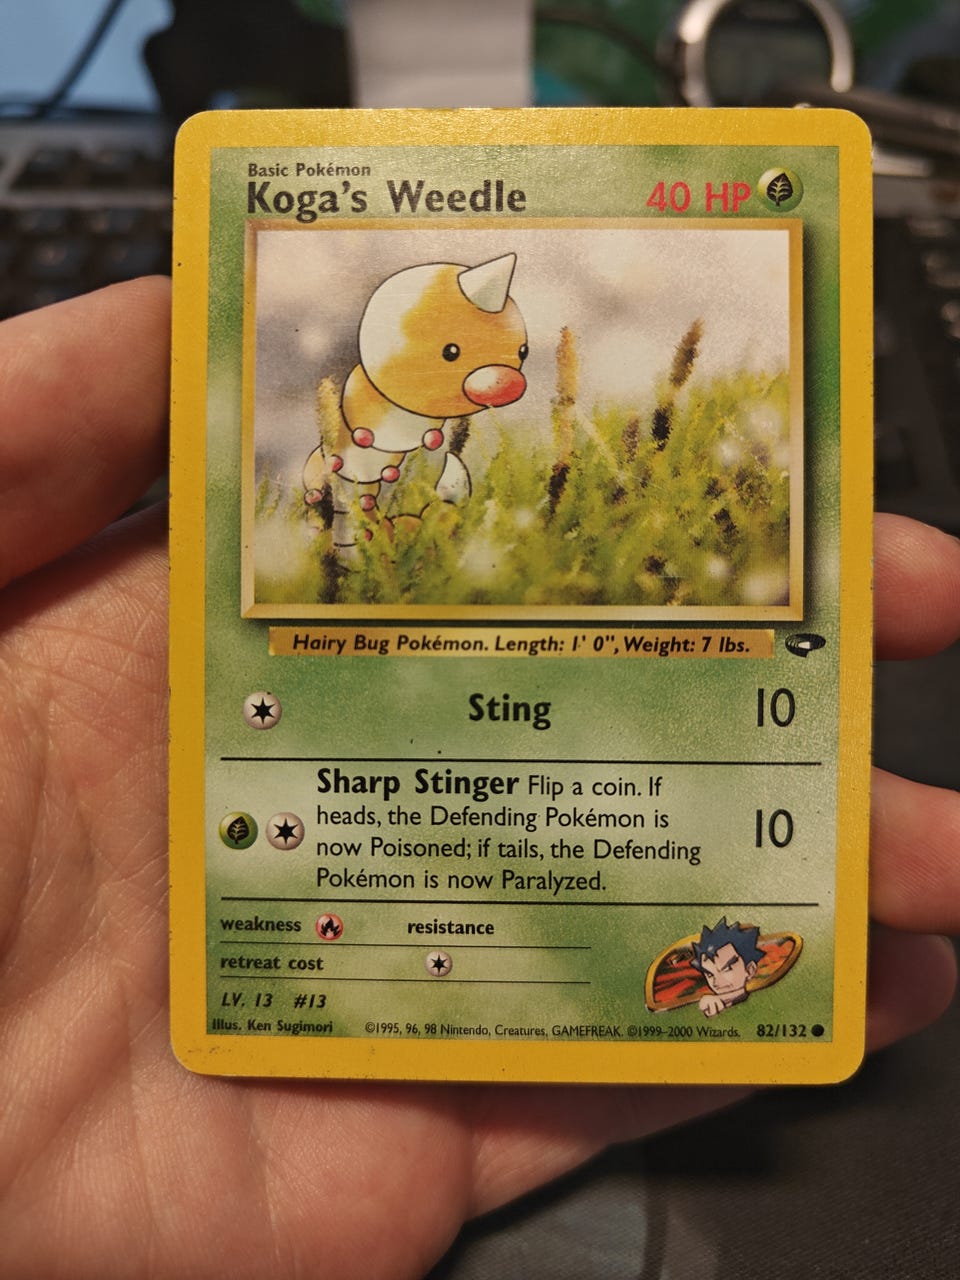 Basic Pokémon
Koga's Weedle
40 HP
Hairy Bug Pokémon. Length: 1' 0", Weight: 7 lbs.
Sting 10
Sharp Stinger Flip a coin. If
heads, the Defending Pokémon is
now Poisoned; if tails, the Defending
Pokémon is now Paralyzed.
10
weakness
resistance
retreat cost
LV. 13 #13
Illus. Ken Sugimori ©1995, 96, 98 Nintendo, Creatures, GAMEFREAK. ©1999-2000 Wizards. 82/132